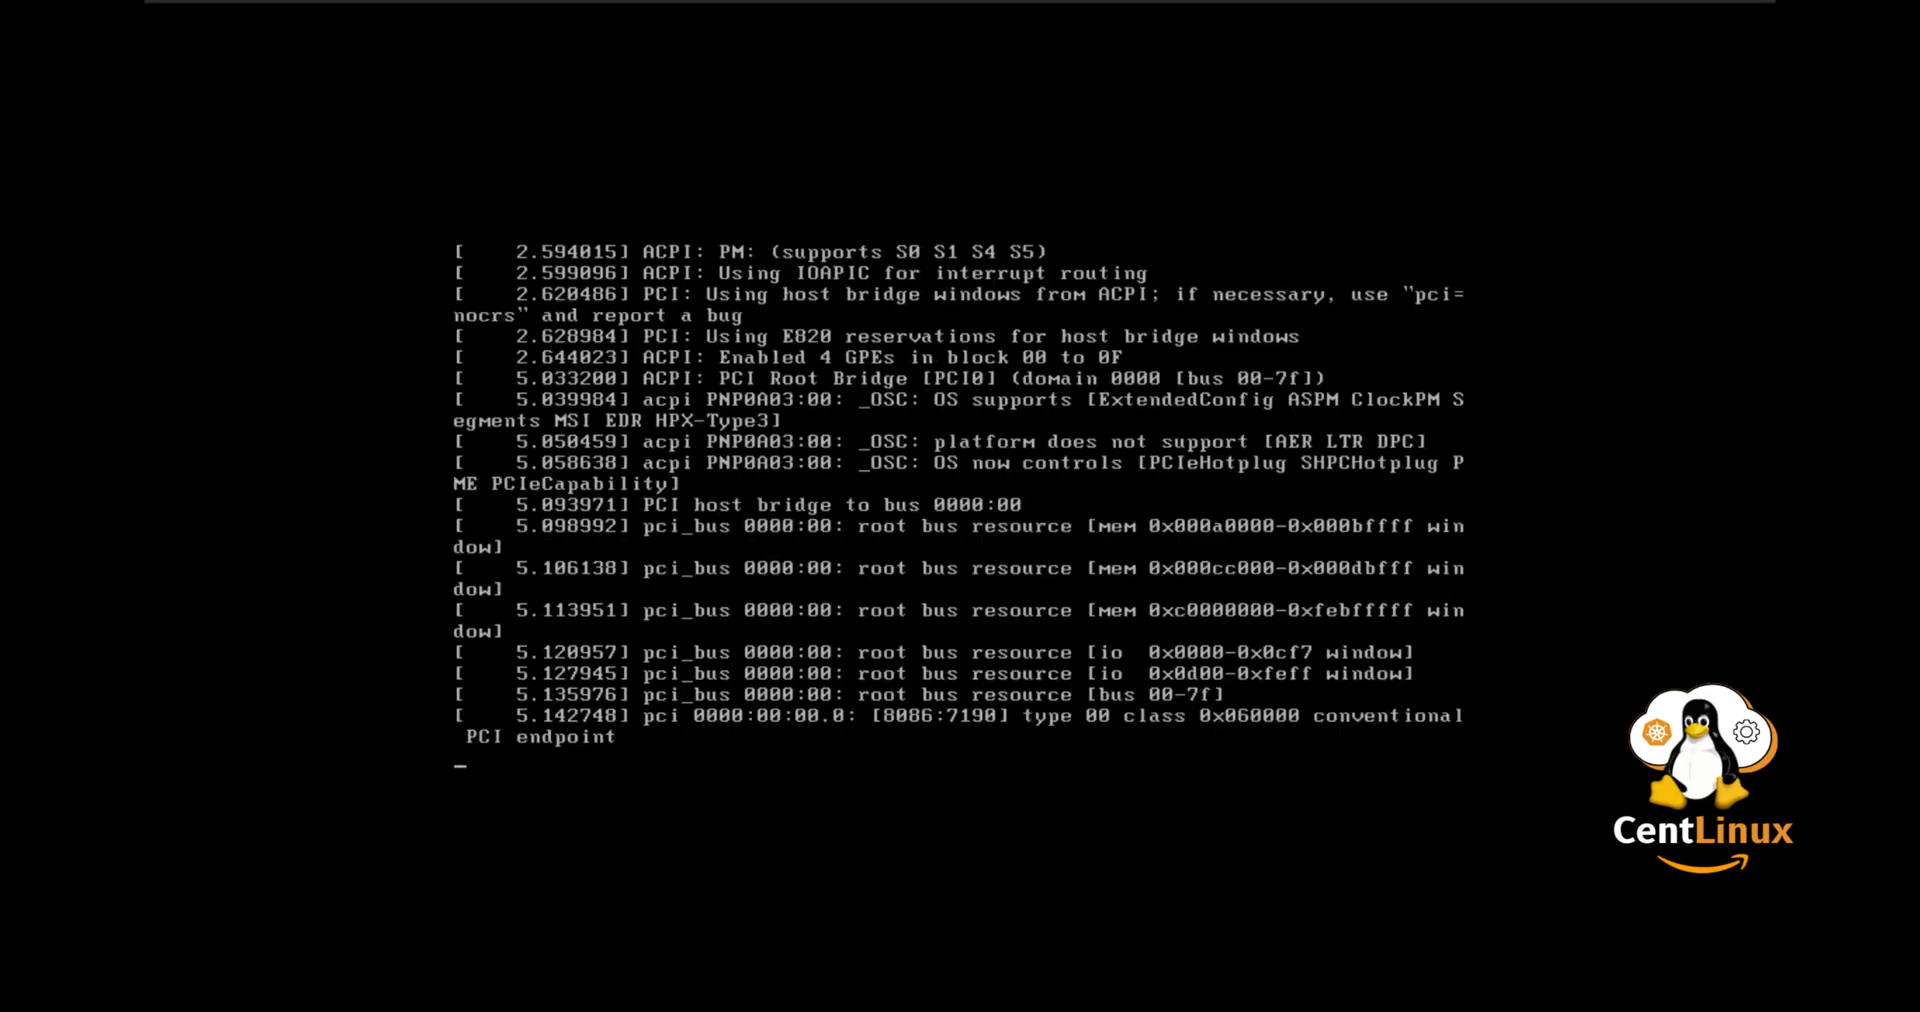 [    2.594015] ACPI: PM: (supports S0 S1 S4 S5)
[    2.599096] ACPI: Using IOAPIC for interrupt routing
[    2.620486] PCI: Using host bridge windows from ACPI; if necessary, use "pci=
nocrs" and report a bug
[    2.628984] PCI: Using E820 reservations for host bridge windows
[    2.644023] ACPI: Enabled 4 GPEs in block 00 to 0F
[    5.033200] ACPI: PCI Root Bridge [PCI0] (domain 0000 [bus 00-7f])
[    5.039984] acpi PNP0A03:00: _OSC: OS supports [ExtendedConfig ASPM ClockPM S
egments MSI EDR HPX-Type3]
[    5.050459] acpi PNP0A03:00: _OSC: platform does not support [AER LTR DPC]
[    5.058638] acpi PNP0A03:00: _OSC: OS now controls [PCIeHotplug SHPCHotplug P
ME PCIeCapability]
[    5.093971] PCI host bridge to bus 0000:00
[    5.098992] pci_bus 0000:00: root bus resource [mem 0x000a0000-0x000bffff win
dow]
[    5.106138] pci_bus 0000:00: root bus resource [mem 0x000cc000-0x000dbfff win
dow]
[    5.113951] pci_bus 0000:00: root bus resource [mem 0xc0000000-0xfebfffff win
dow]
[    5.120957] pci_bus 0000:00: root bus resource [io  0x0000-0x0cf7 window]
[    5.127945] pci_bus 0000:00: root bus resource [io  0x0d00-0xfeff window]
[    5.135976] pci_bus 0000:00: root bus resource [bus 00-7f]
[    5.142748] pci 0000:00:00.0: [8086:7190] type 00 class 0x060000 conventional
 PCI endpoint
_
CentLinux